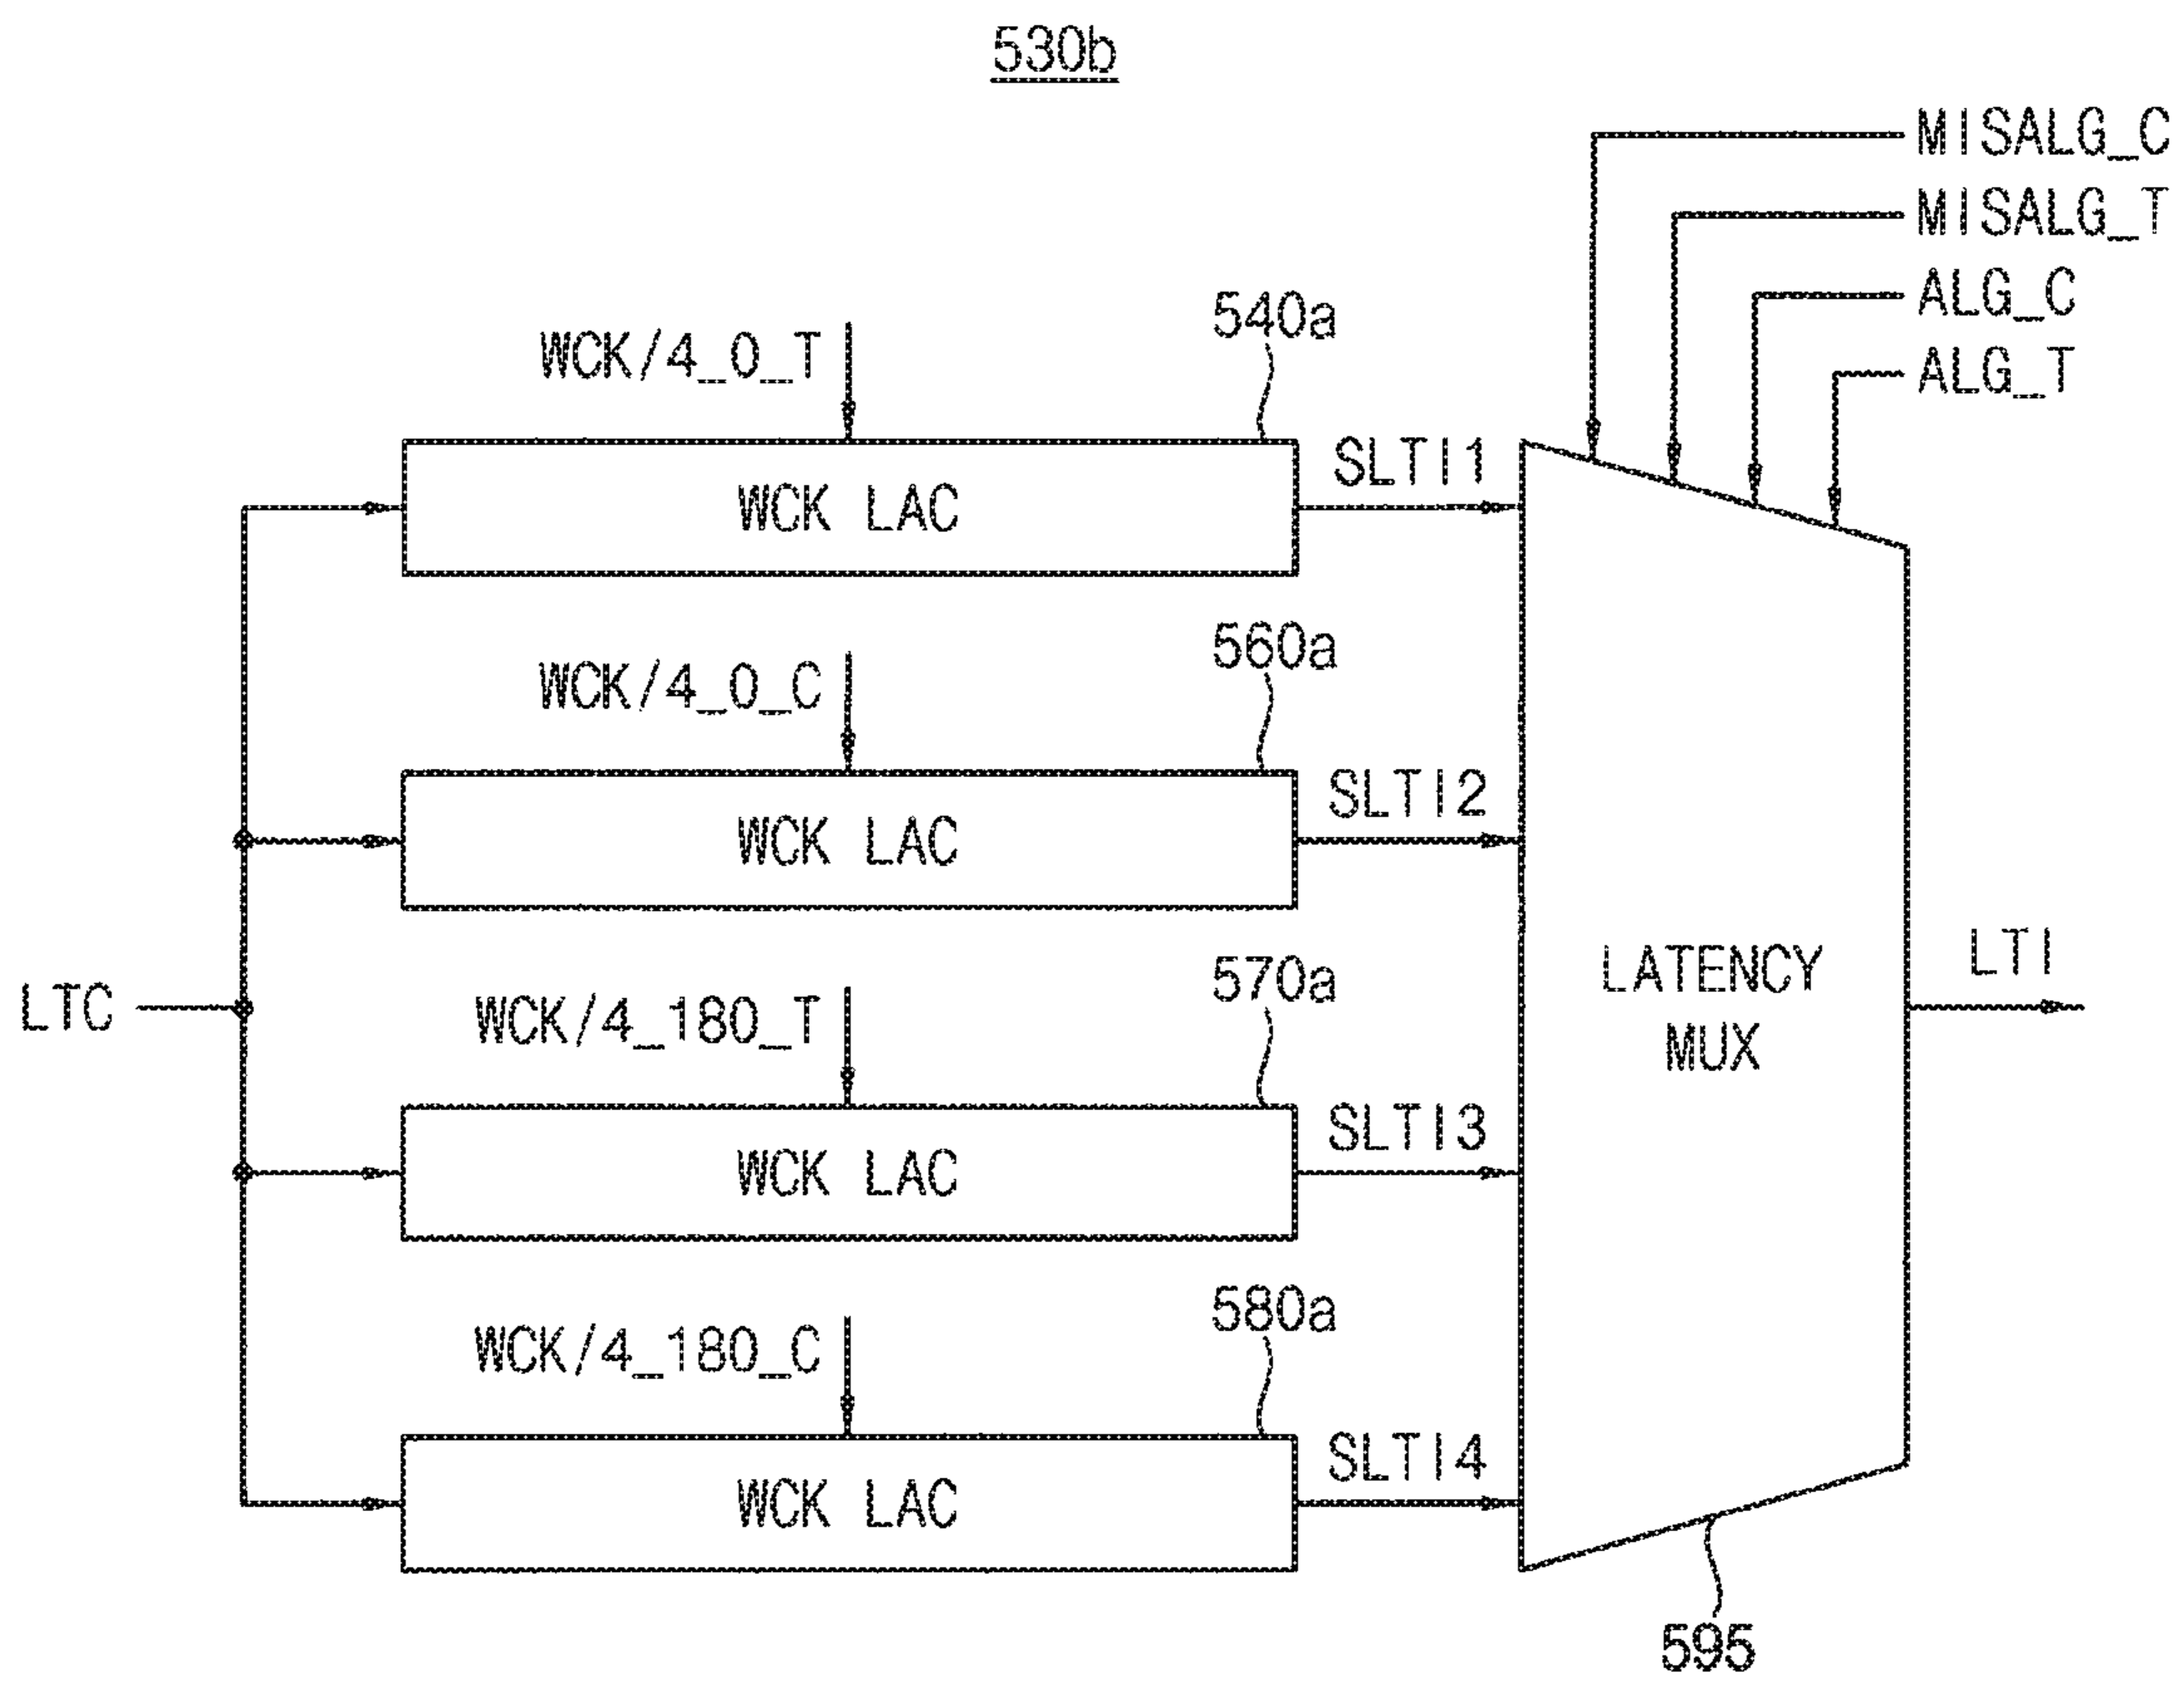 530b
MISALG_C
MISALG_T
ALG_C
ALG_T
540a
WCK/4_0_T
SLTI1
WCK LAC
560a
WCK/4_0_C
SLTI2
WCK LAC
LATENCY
MUX
LTI
LTC
570a
WCK/4_180_T
SLTI3
WCK LAC
580a
WCK/4_180_C
SLTI4
WCK LAC
595